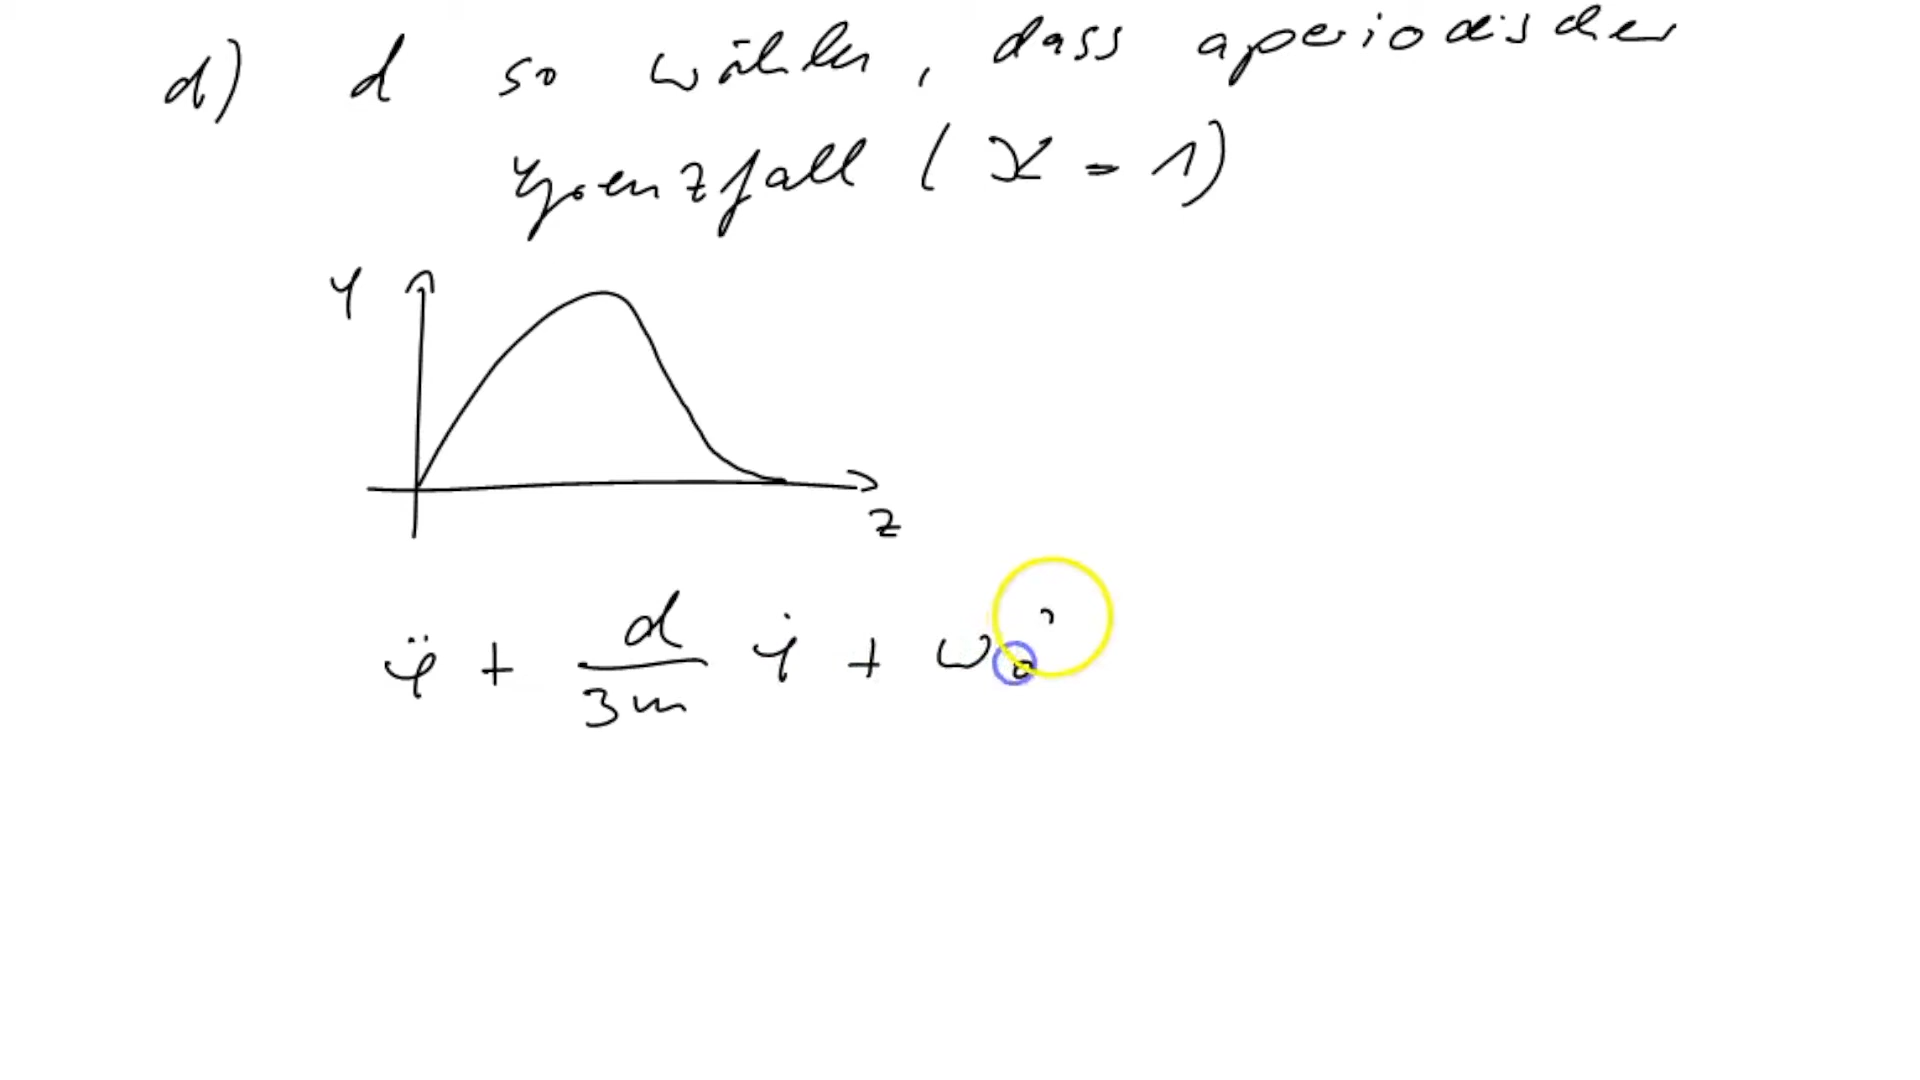 d) d so wählen, dass aperiodischer
Grenzfall (ϰ = 1)
φ
z
φ̈ + d/3m φ̇ + ω₀²